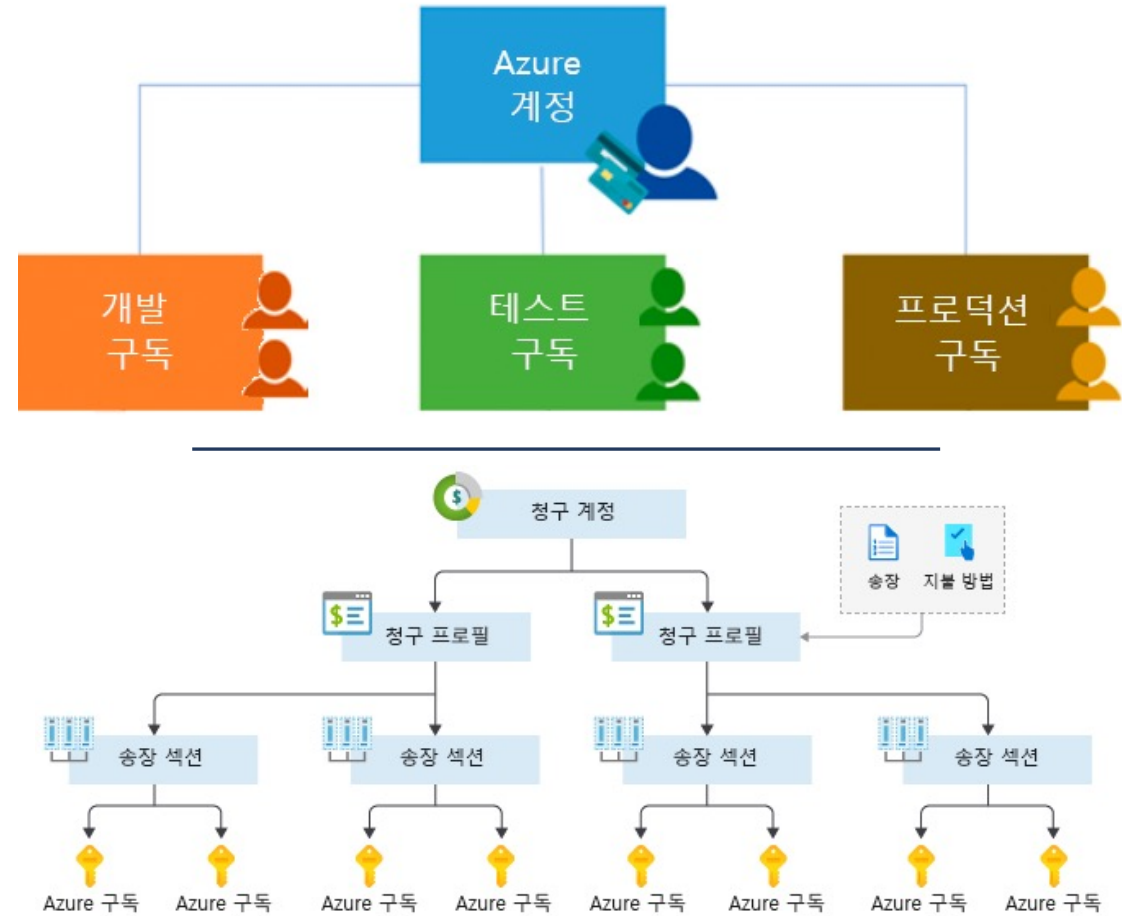 Azure
계정
개발
구독
테스트
구독
프로덕션
구독
청구 계정
송장 지불 방법
청구 프로필 청구 프로필
송장 섹션 송장 섹션 송장 섹션 송장 섹션
Azure 구독 Azure 구독 Azure 구독 Azure 구독 Azure 구독 Azure 구독 Azure 구독 Azure 구독